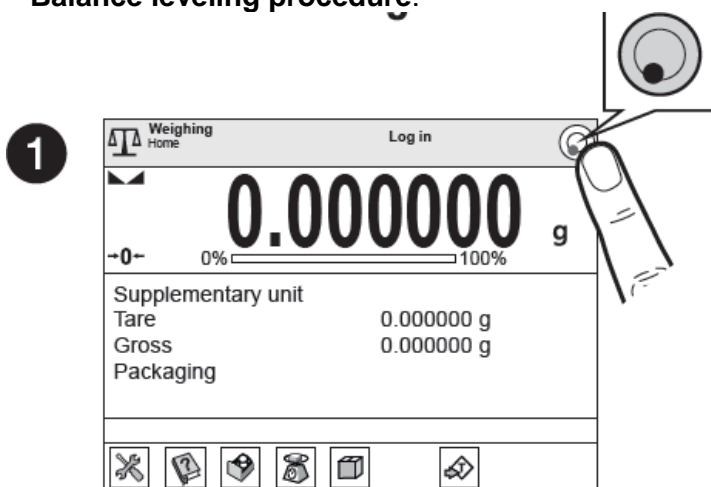 Balance leveling procedure.
1
Weighing
Home
Log in
0.000000 g
→0←
0% 100%
Supplementary unit
Tare 0.000000 g
Gross 0.000000 g
Packaging